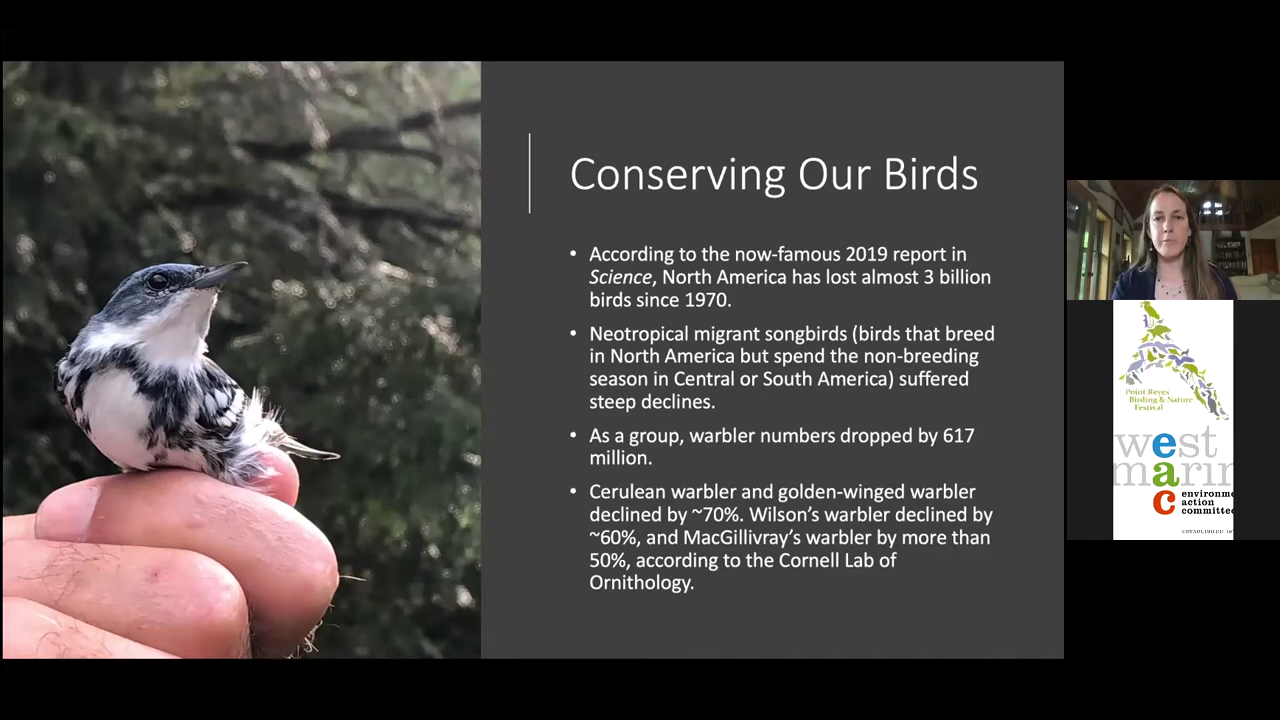 Conserving Our Birds
• According to the now-famous 2019 report in
Science, North America has lost almost 3 billion
birds since 1970.
• Neotropical migrant songbirds (birds that breed
in North America but spend the non-breeding
season in Central or South America) suffered
steep declines.
• As a group, warbler numbers dropped by 617
million.
• Cerulean warbler and golden-winged warbler
declined by ~70%. Wilson’s warbler declined by
~60%, and MacGillivray’s warbler by more than
50%, according to the Cornell Lab of
Ornithology.
Point Reyes
Birding & Nature
Festival
west
marin
eac
environme
action
committee
ESTABLISHED 19